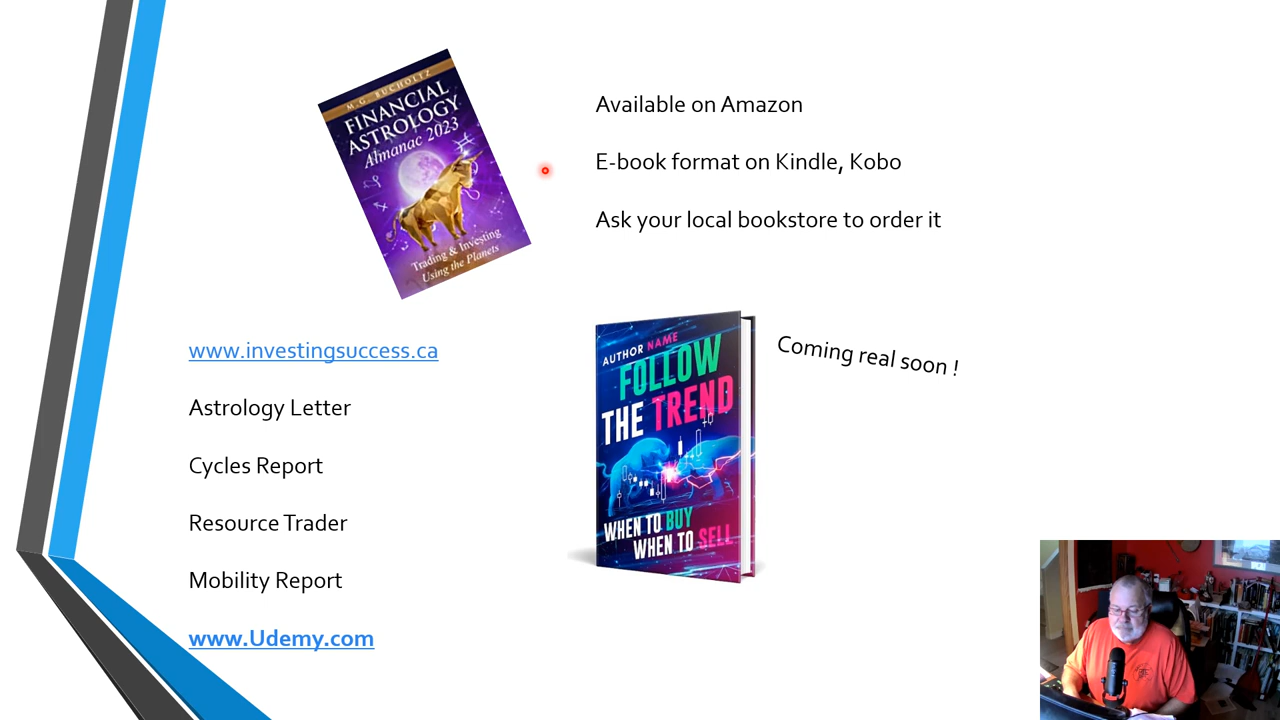 M.G. BUCHOLTZ
FINANCIAL
ASTROLOGY
Almanac 2023
Trading & Investing
Using the Planets
Available on Amazon
E-book format on Kindle, Kobo
Ask your local bookstore to order it
www.investingsuccess.ca
Astrology Letter
Cycles Report
Resource Trader
Mobility Report
www.Udemy.com
AUTHOR NAME
FOLLOW
THE TREND
WHEN TO BUY
WHEN TO SELL
Coming real soon !